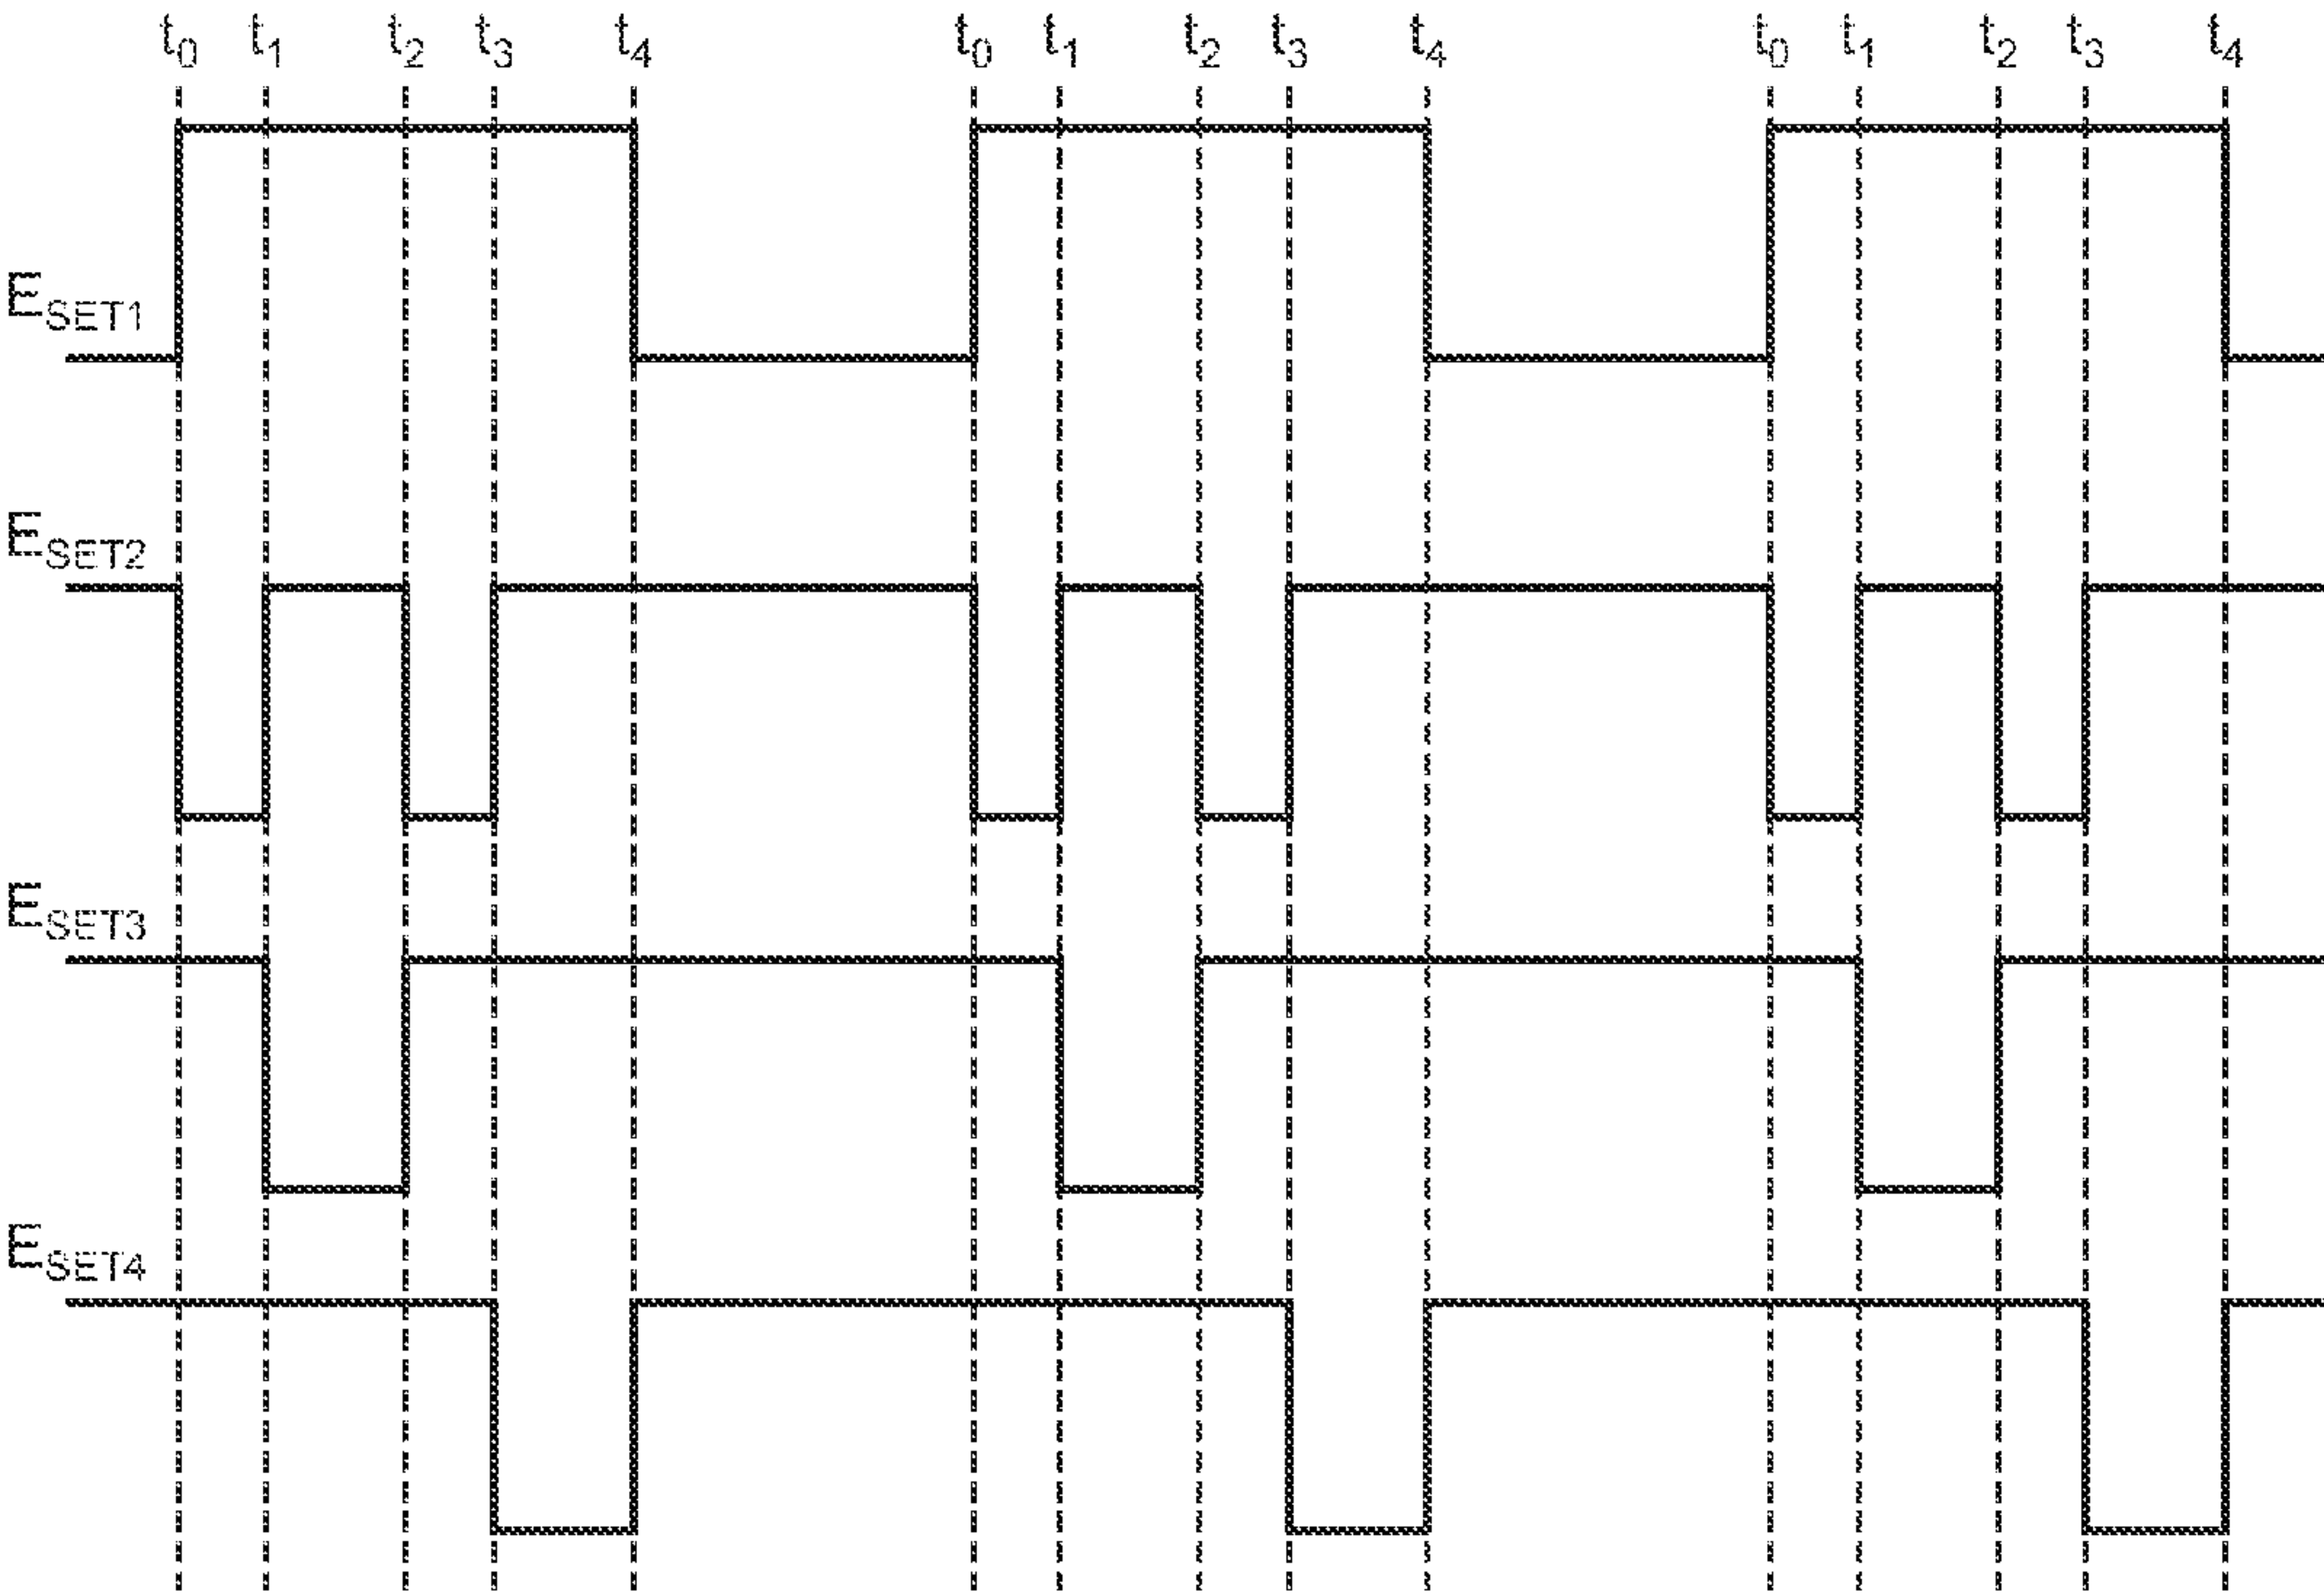 t0 t1 t2 t3 t4 t0 t1 t2 t3 t4 t0 t1 t2 t3 t4
ESET1
ESET2
ESET3
ESET4